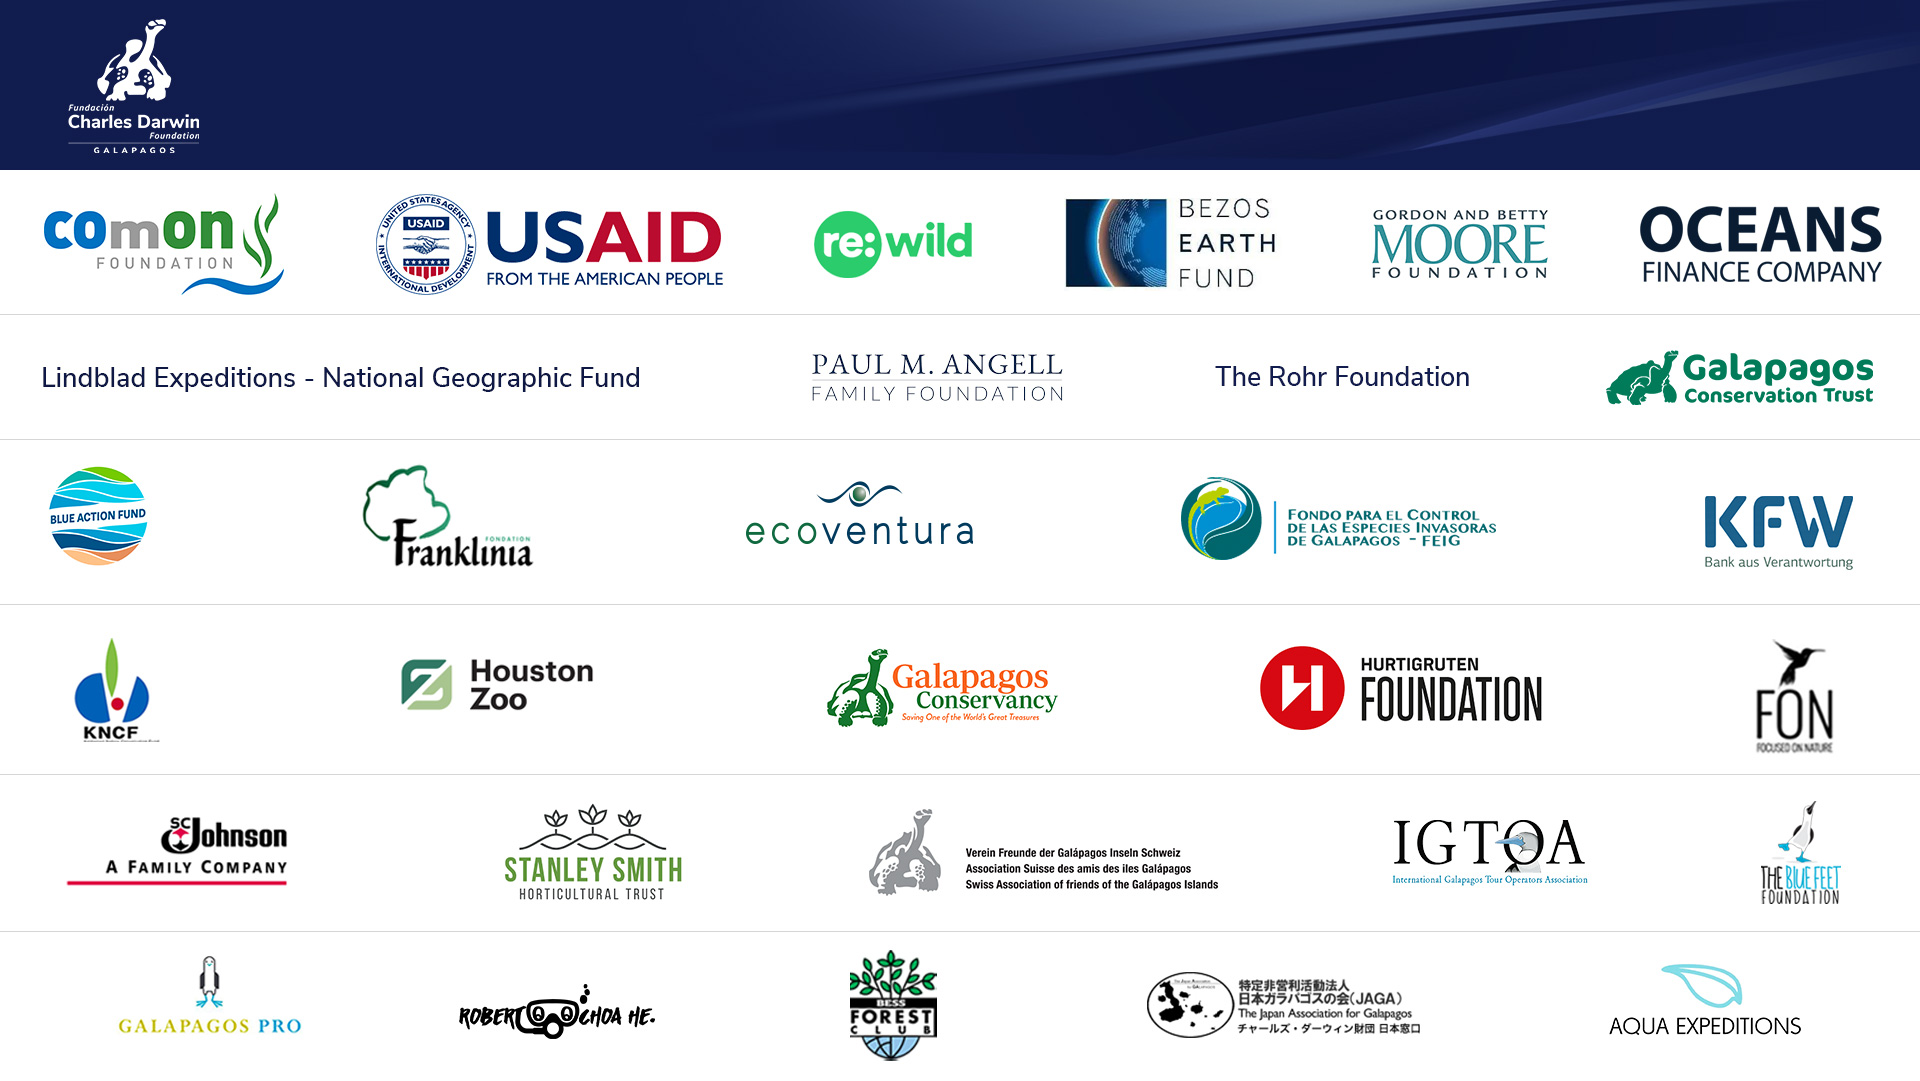 Fundación
Charles Darwin
Foundation
GALAPAGOS
comon
FOUNDATION
UNITED STATES AGENCY
USAID
INTERNATIONAL DEVELOPMENT
USAID
FROM THE AMERICAN PEOPLE
re:wild
BEZOS
EARTH
FUND
GORDON AND BETTY
MOORE
FOUNDATION
OCEANS
FINANCE COMPANY
Lindblad Expeditions - National Geographic Fund
PAUL M. ANGELL
FAMILY FOUNDATION
The Rohr Foundation
Galapagos
Conservation Trust
BLUE ACTION FUND
FONDATION
Franklinia
ecoventura
FONDO PARA EL CONTROL
DE LAS ESPECIES INVASORAS
DE GALAPAGOS - FEIG
KFW
Bank aus Verantwortung
KNCF
Houston
Zoo
Galapagos
Conservancy
Saving One of the World's Great Treasures
HURTIGRUTEN
FOUNDATION
FON
FOCUSED ON NATURE
SC Johnson
A FAMILY COMPANY
STANLEY SMITH
HORTICULTURAL TRUST
Verein Freunde der Galápagos Inseln Schweiz
Association Suisse des amis des iles Galápagos
Swiss Association of friends of the Galápagos Islands
IGTOA
International Galapagos Tour Operators Association
THE BLUE FEET
FOUNDATION
GALAPAGOS PRO
ROBERTO OCHOA HE.
BESS
FOREST
CLUB
The Japan Association
for Galapagos
特定非営利活動法人
日本ガラパゴスの会(JAGA)
The Japan Association for Galapagos
チャールズ・ダーウィン財団 日本窓口
AQUA EXPEDITIONS